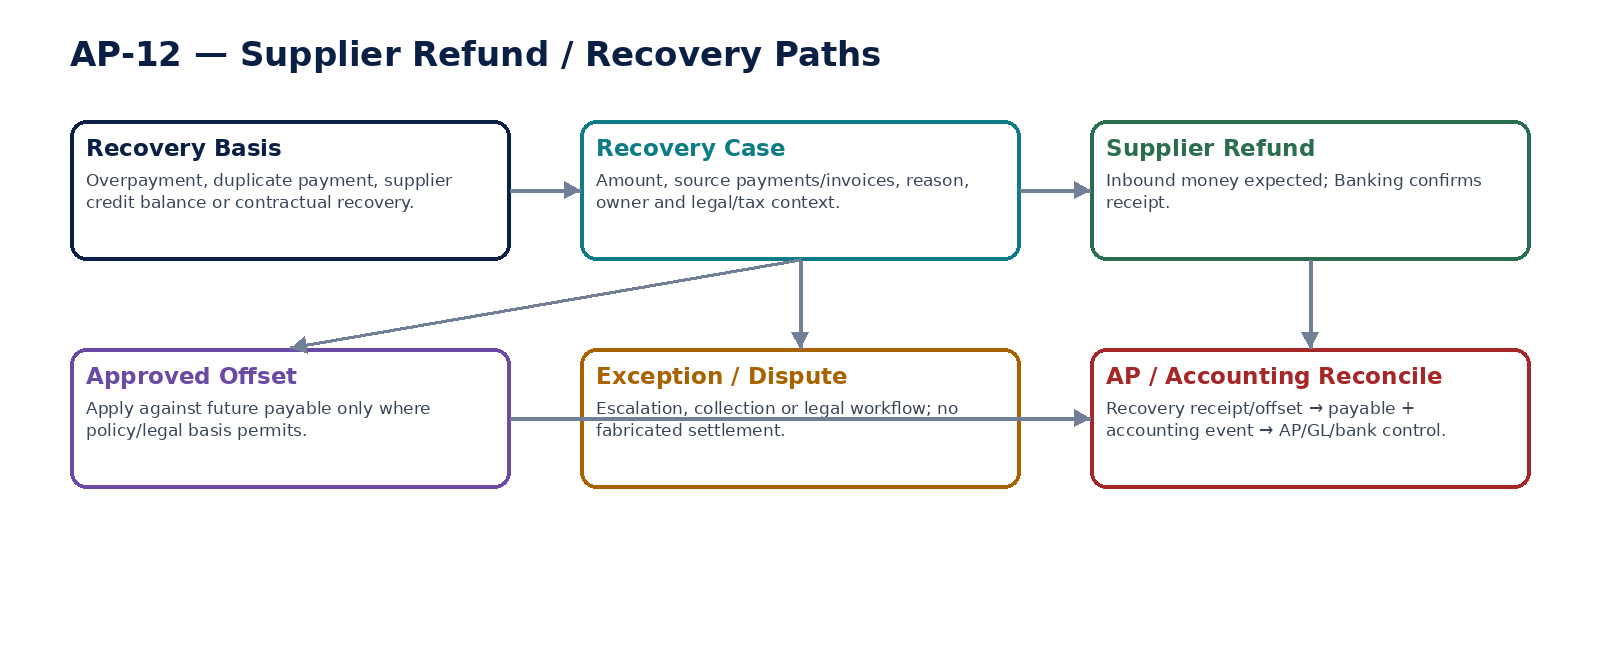 AP-12 — Supplier Refund / Recovery Paths
Recovery Basis
Overpayment, duplicate payment, supplier
credit balance or contractual recovery.
Recovery Case
Amount, source payments/invoices, reason,
owner and legal/tax context.
Supplier Refund
Inbound money expected; Banking confirms
receipt.
Approved Offset
Apply against future payable only where
policy/legal basis permits.
Exception / Dispute
Escalation, collection or legal workflow; no
fabricated settlement.
AP / Accounting Reconcile
Recovery receipt/offset → payable +
accounting event → AP/GL/bank control.